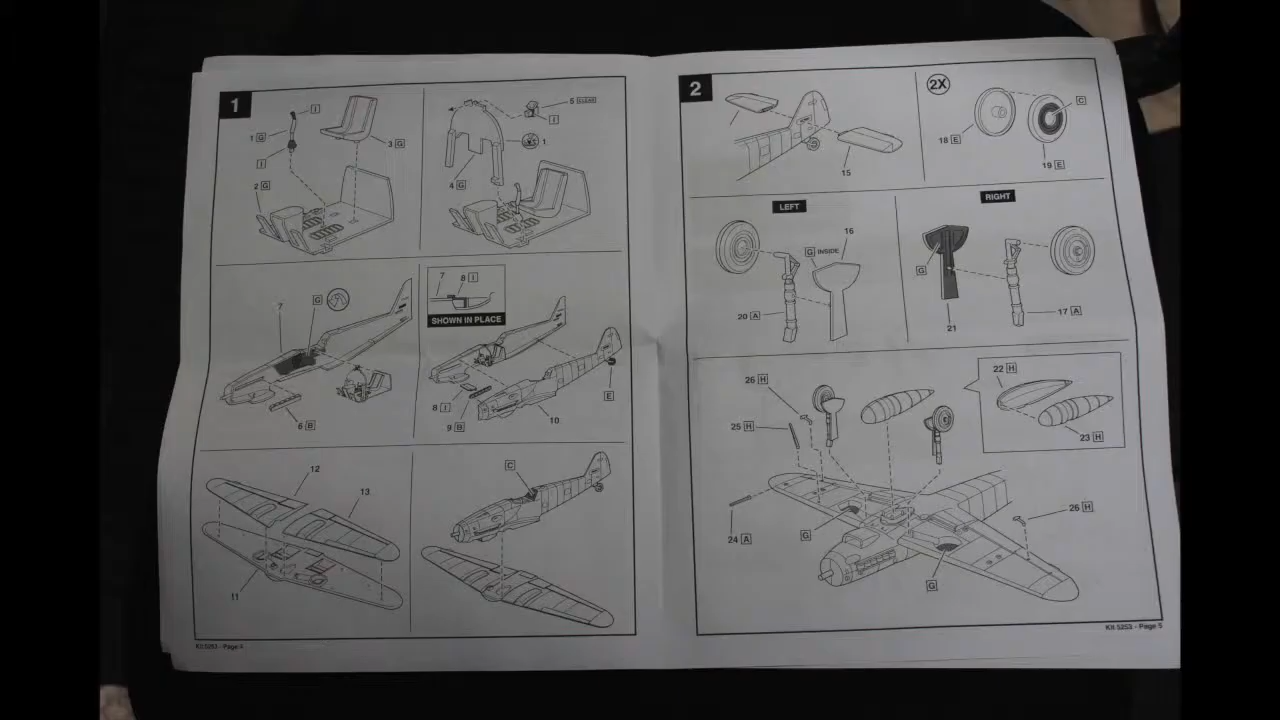 1
I
1 G
I
2 G
3 G
5 CLEAR
I
1
4 G
7
G
6 B
7
8 I
SHOWN IN PLACE
8 I
9 B
10
E
12
13
11
C
Kit 5253 - Page 4
2
15
2X
18 E
C
19 E
LEFT
16
G INSIDE
20 A
RIGHT
G
21
17 A
26 H
25 H
22 H
23 H
24 A
G
G
26 H
Kit 5253 - Page 5